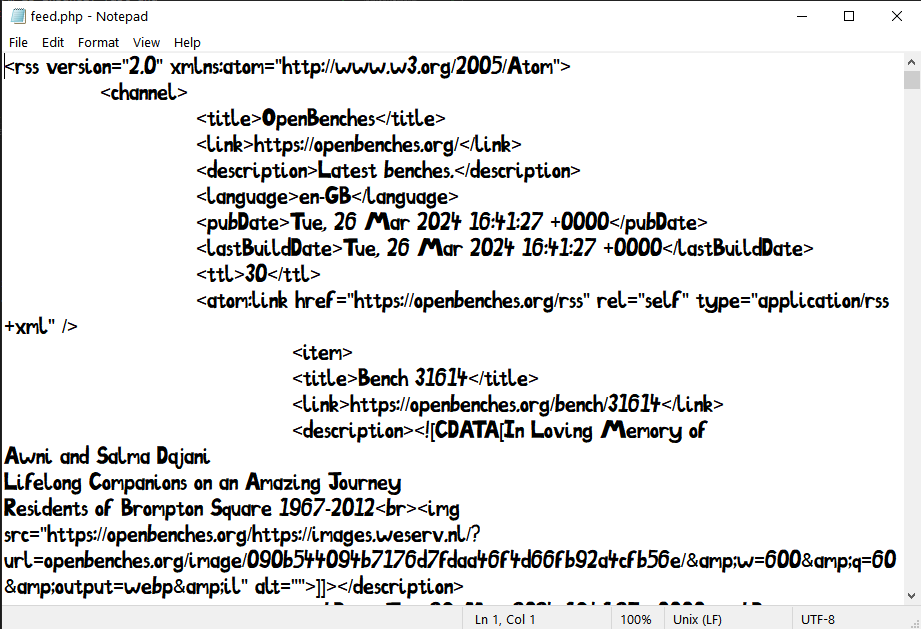 feed.php - Notepad
File Edit Format View Help
<rss version="2.0" xmlns:atom="http://www.w3.org/2005/Atom">
<channel>
<title>OpenBenches</title>
<link>https://openbenches.org/</link>
<description>Latest benches.</description>
<language>en-GB</language>
<pubDate>Tue, 26 Mar 2024 16:41:27 +0000</pubDate>
<lastBuildDate>Tue, 26 Mar 2024 16:41:27 +0000</lastBuildDate>
<ttl>30</ttl>
<atom:link href="https://openbenches.org/rss" rel="self" type="application/rss
+xml" />
<item>
<title>Bench 31614</title>
<link>https://openbenches.org/bench/31614</link>
<description><![CDATA[In Loving Memory of
Awni and Salma Dajani
Lifelong Companions on an Amazing Journey
Residents of Brompton Square 1967-2012<br><img
src="https://openbenches.org/https://images.weserv.nl/?
url=openbenches.org/image/090b544094b7176d7fdaa46f4d66fb92a4cfb56e/&amp;w=600&amp;q=60
&amp;output=webp&amp;il" alt="">]]></description>
Ln 1, Col 1 100% Unix (LF) UTF-8